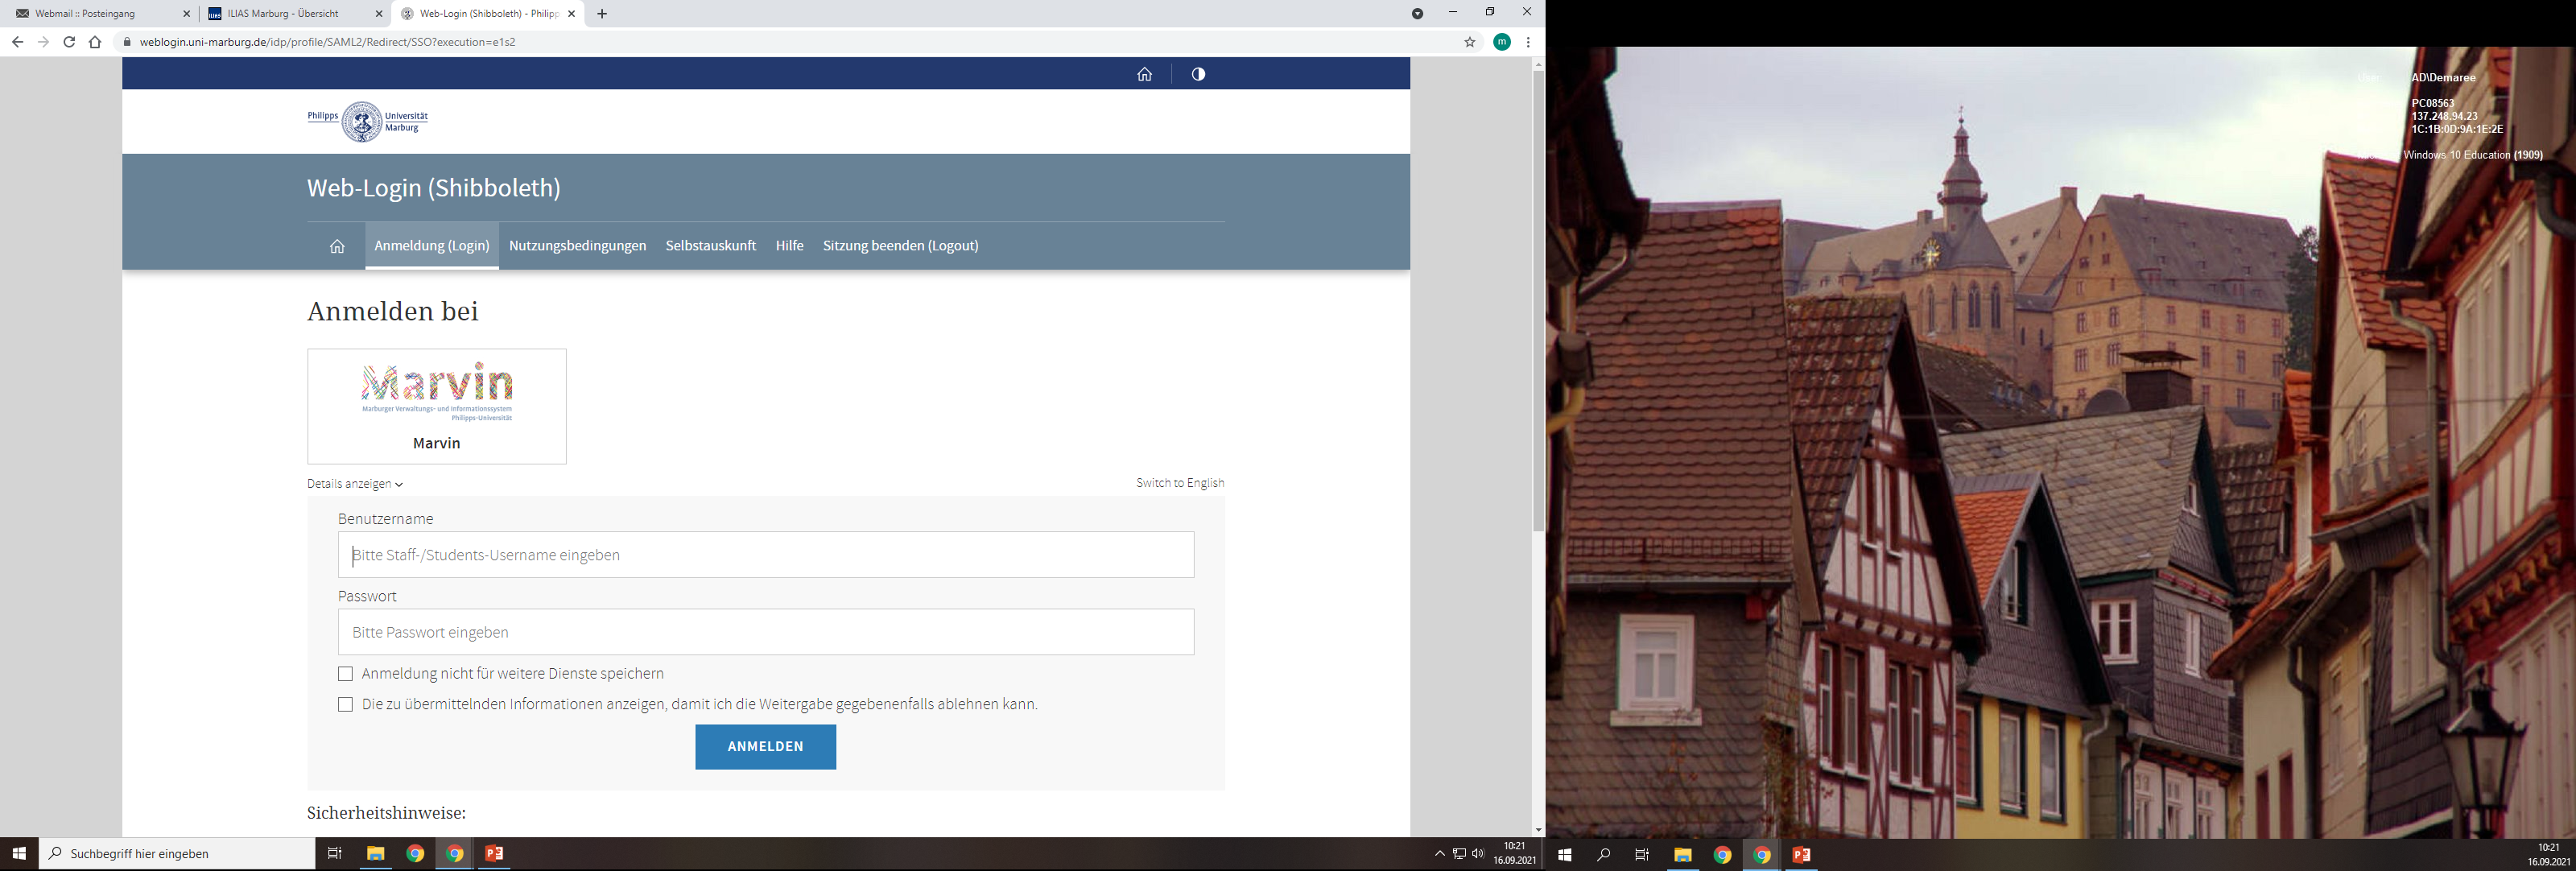 Webmail :: Posteingang
ILIAS Marburg - Übersicht
Web-Login (Shibboleth) - Philipp
weblogin.uni-marburg.de/idp/profile/SAML2/Redirect/SSO?execution=e1s2
m
Philipps Universität
Marburg
Web-Login (Shibboleth)
Anmeldung (Login) Nutzungsbedingungen Selbstauskunft Hilfe Sitzung beenden (Logout)
Anmelden bei
Marvin
Marburger Verwaltungs- und Informationssystem
Philipps-Universität
Marvin
Details anzeigen
Switch to English
Benutzername
Bitte Staff-/Students-Username eingeben
Passwort
Bitte Passwort eingeben
Anmeldung nicht für weitere Dienste speichern
Die zu übermittelnden Informationen anzeigen, damit ich die Weitergabe gegebenenfalls ablehnen kann.
ANMELDEN
Sicherheitshinweise:
Suchbegriff hier eingeben
10:21
16.09.2021
AD\Demaree
PC08563
137.248.94.23
1C:1B:0D:9A:1E:2E
Windows 10 Education (1909)
10:21
16.09.2021